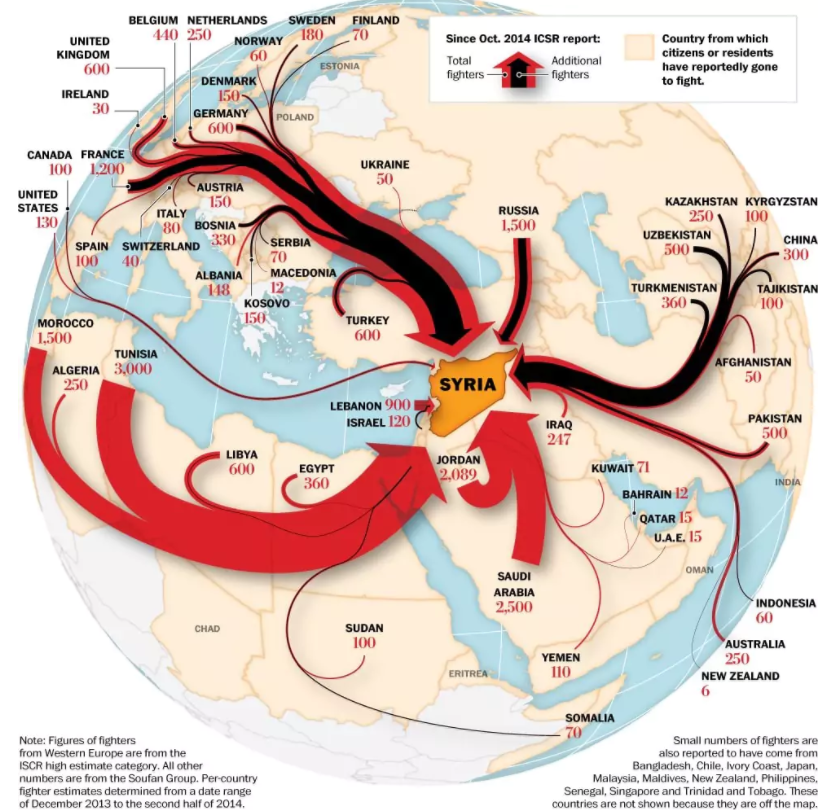 BELGIUM
440
NETHERLANDS
250
SWEDEN
180
FINLAND
70
NORWAY
60
UNITED
KINGDOM
600
ESTONIA
DENMARK
150
IRELAND
30
GERMANY
600
POLAND
Since Oct. 2014 ICSR report:
Total
fighters
Additional
fighters
Country from which
citizens or residents
have reportedly gone
to fight.
CANADA
100
FRANCE
1,200
UKRAINE
50
UNITED
STATES
130
AUSTRIA
150
ITALY
80
BOSNIA
330
SPAIN
100
SWITZERLAND
40
SERBIA
70
ALBANIA
148
MACEDONIA
12
KOSOVO
150
RUSSIA
1,500
KAZAKHSTAN
250
KYRGYZSTAN
100
UZBEKISTAN
500
CHINA
300
TURKMENISTAN
360
TAJIKISTAN
100
TURKEY
600
MOROCCO
1,500
ALGERIA
250
TUNISIA
3,000
AFGHANISTAN
50
SYRIA
LEBANON 900
ISRAEL 120
IRAQ
247
PAKISTAN
500
LIBYA
600
EGYPT
360
JORDAN
2,089
KUWAIT 71
INDIA
BAHRAIN 12
QATAR 15
U.A.E. 15
OMAN
SAUDI
ARABIA
2,500
INDONESIA
60
CHAD
SUDAN
100
YEMEN
110
AUSTRALIA
250
ERITREA
NEW ZEALAND
6
SOMALIA
70
Note: Figures of fighters
from Western Europe are from the
ISCR high estimate category. All other
numbers are from the Soufan Group. Per-country
fighter estimates determined from a date range
of December 2013 to the second half of 2014.
Small numbers of fighters are
also reported to have come from
Bangladesh, Chile, Ivory Coast, Japan,
Malaysia, Maldives, New Zealand, Philippines,
Senegal, Singapore and Trinidad and Tobago. These
countries are not shown because they are off the map.